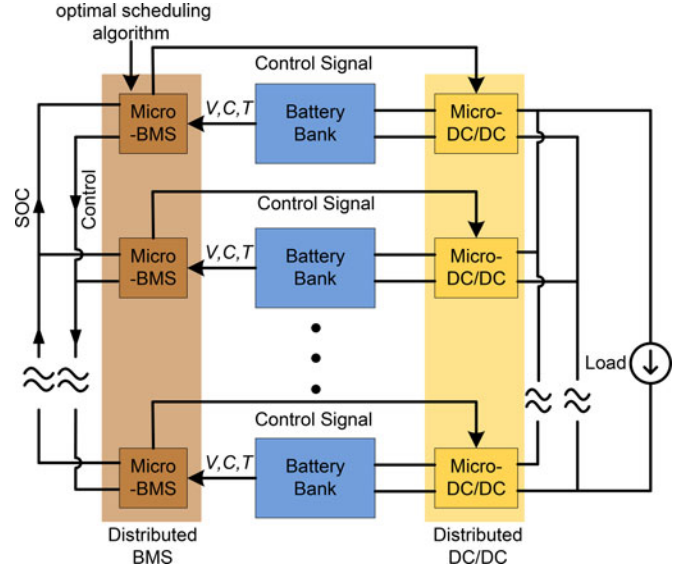 optimal scheduling
algorithm
Control Signal
Micro
-BMS
V,C,T
Battery
Bank
Micro-
DC/DC
SOC
Control
Control Signal
Micro
-BMS
V,C,T
Battery
Bank
Micro-
DC/DC
Load
Control Signal
Micro
-BMS
V,C,T
Battery
Bank
Micro-
DC/DC
Distributed
BMS
Distributed
DC/DC